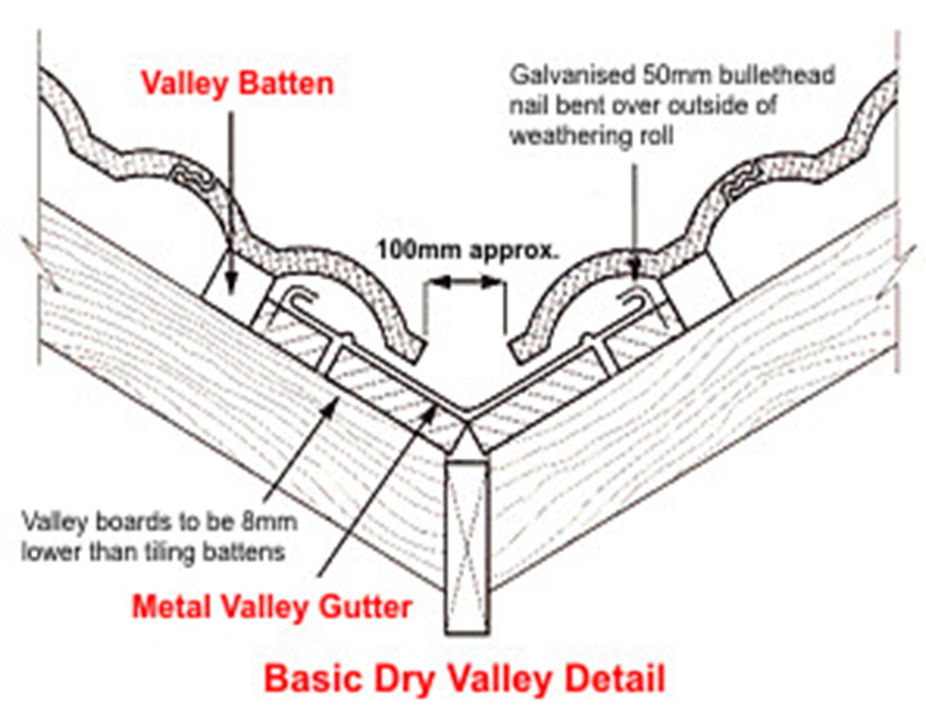 Valley Batten
Galvanised 50mm bullethead
nail bent over outside of
weathering roll
100mm approx.
Valley boards to be 8mm
lower than tiling battens
Metal Valley Gutter
Basic Dry Valley Detail